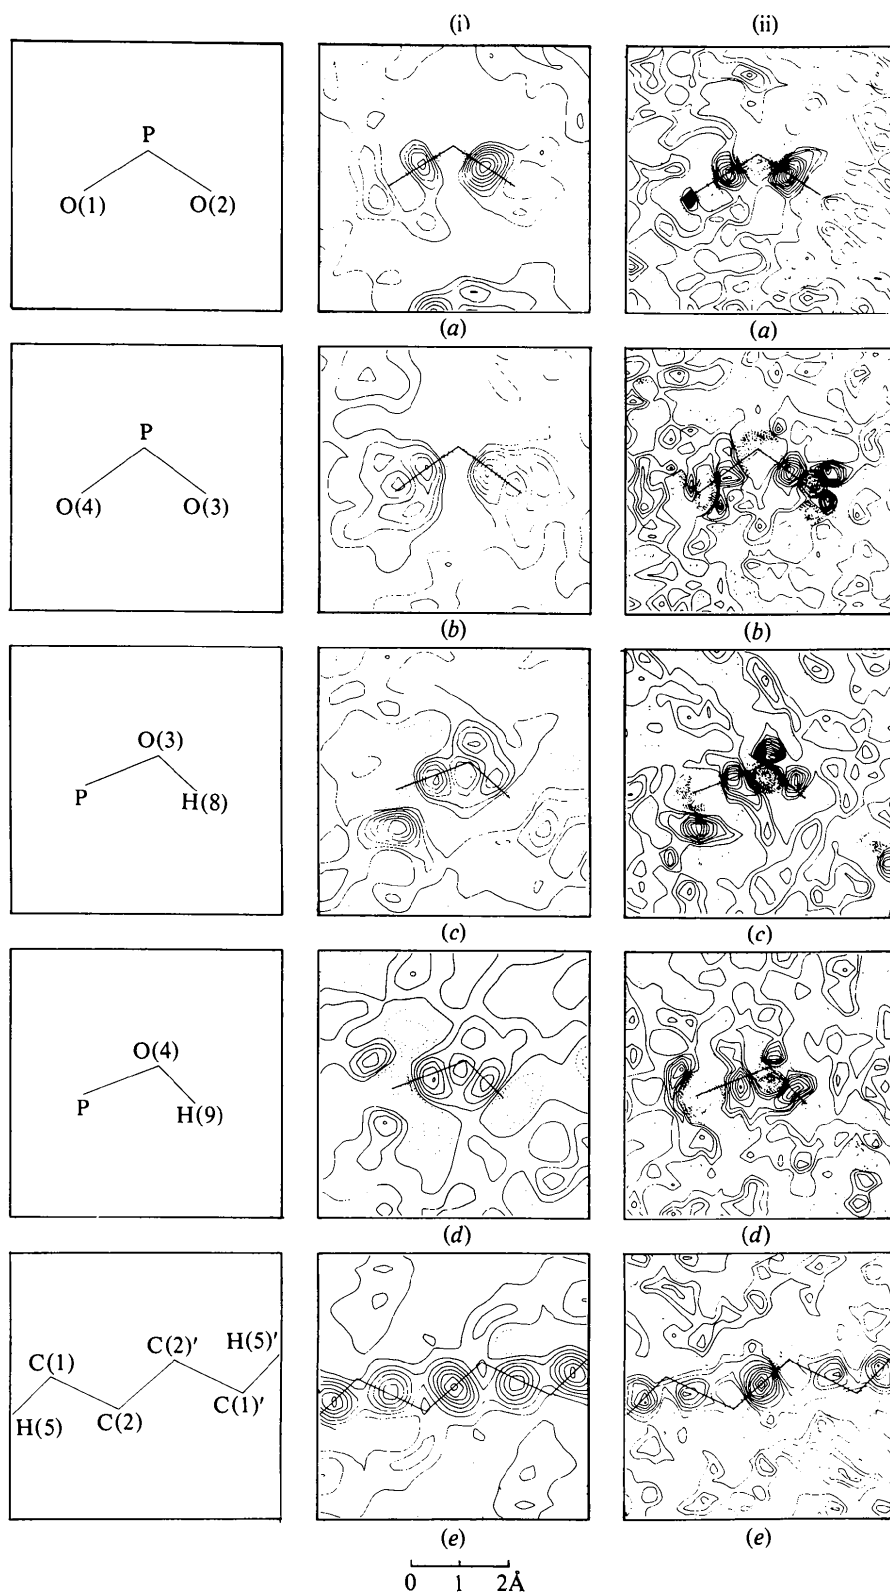 (i) (ii)
P
O(1) O(2)
(a) (a)
P
O(4) O(3)
(b) (b)
O(3)
P H(8)
(c) (c)
O(4)
P H(9)
(d) (d)
H(5)'
C(2)'
C(1)
C(1)'
C(2)
H(5)
(e) (e)
0 1 2Å